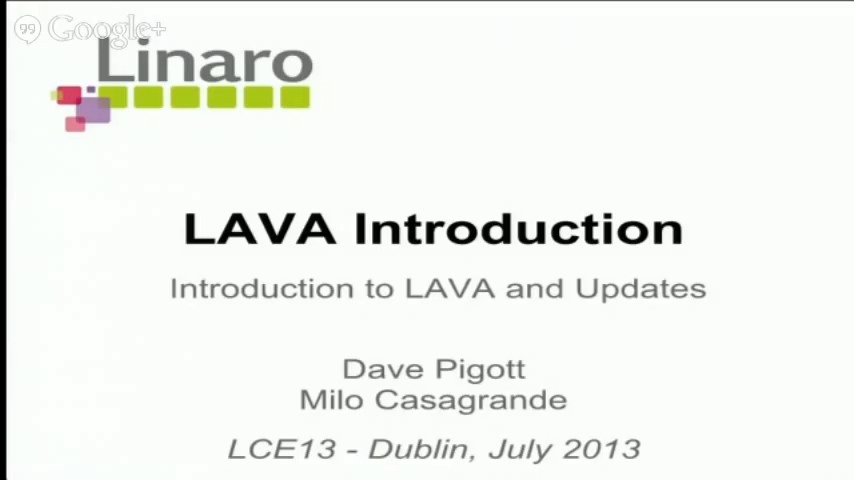 Google+
Linaro
LAVA Introduction
Introduction to LAVA and Updates
Dave Pigott
Milo Casagrande
LCE13 - Dublin, July 2013